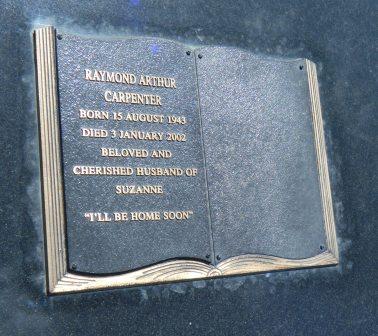 RAYMOND ARTHUR
CARPENTER
BORN 15 AUGUST 1943
DIED 3 JANUARY 2002
BELOVED AND
CHERISHED HUSBAND OF
SUZANNE
"I'LL BE HOME SOON"